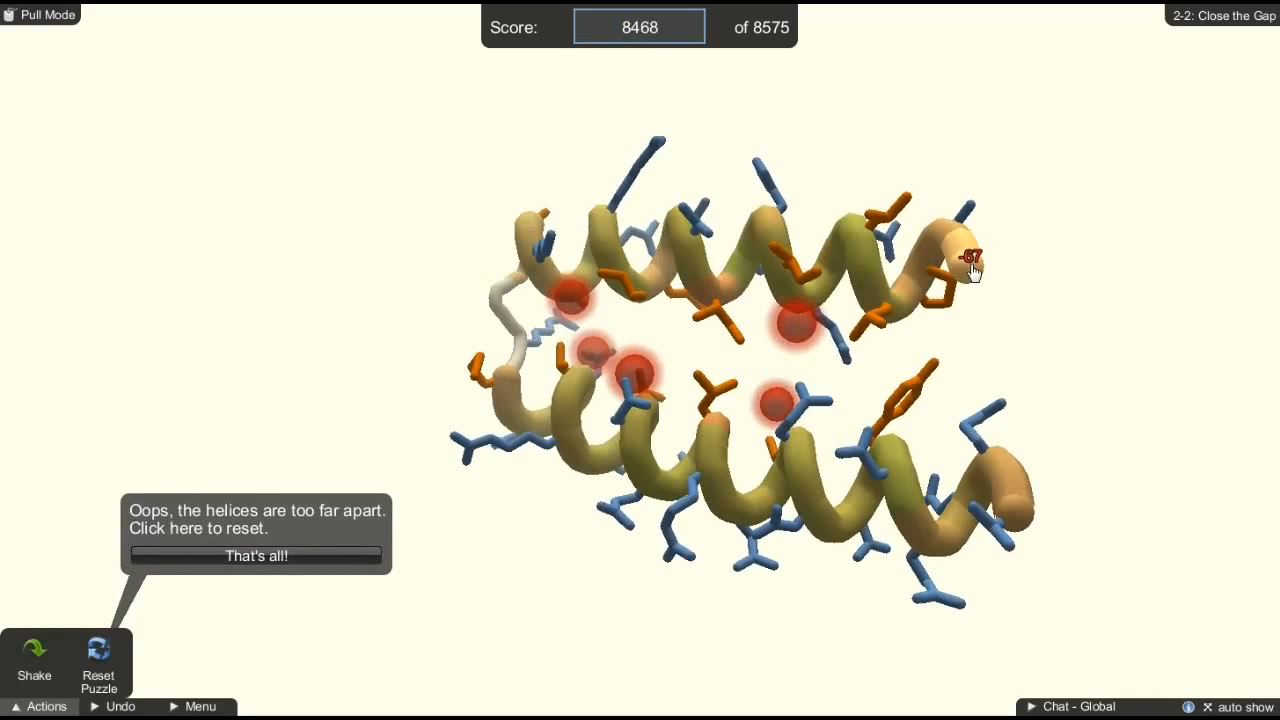 Pull Mode
Score: 8468 of 8575
2-2: Close the Gap
-67
Oops, the helices are too far apart.
Click here to reset.
That's all!
Shake
Reset
Puzzle
Actions
Undo
Menu
Chat - Global
auto show